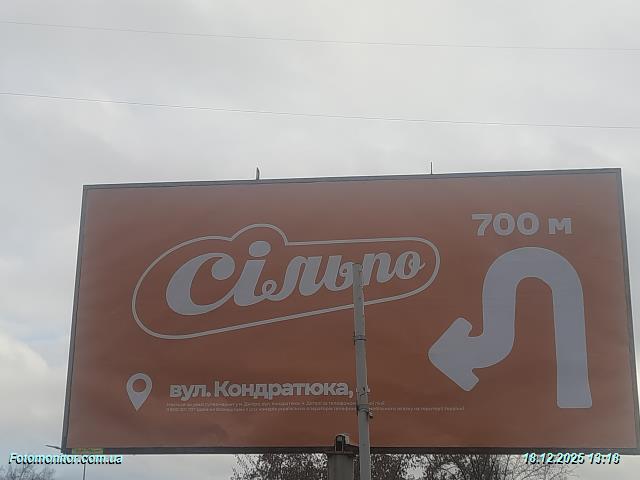 700 м
Сільпо
вул. Кондратюка,
Fotomonitor.com.ua
18.12.2025 13:18